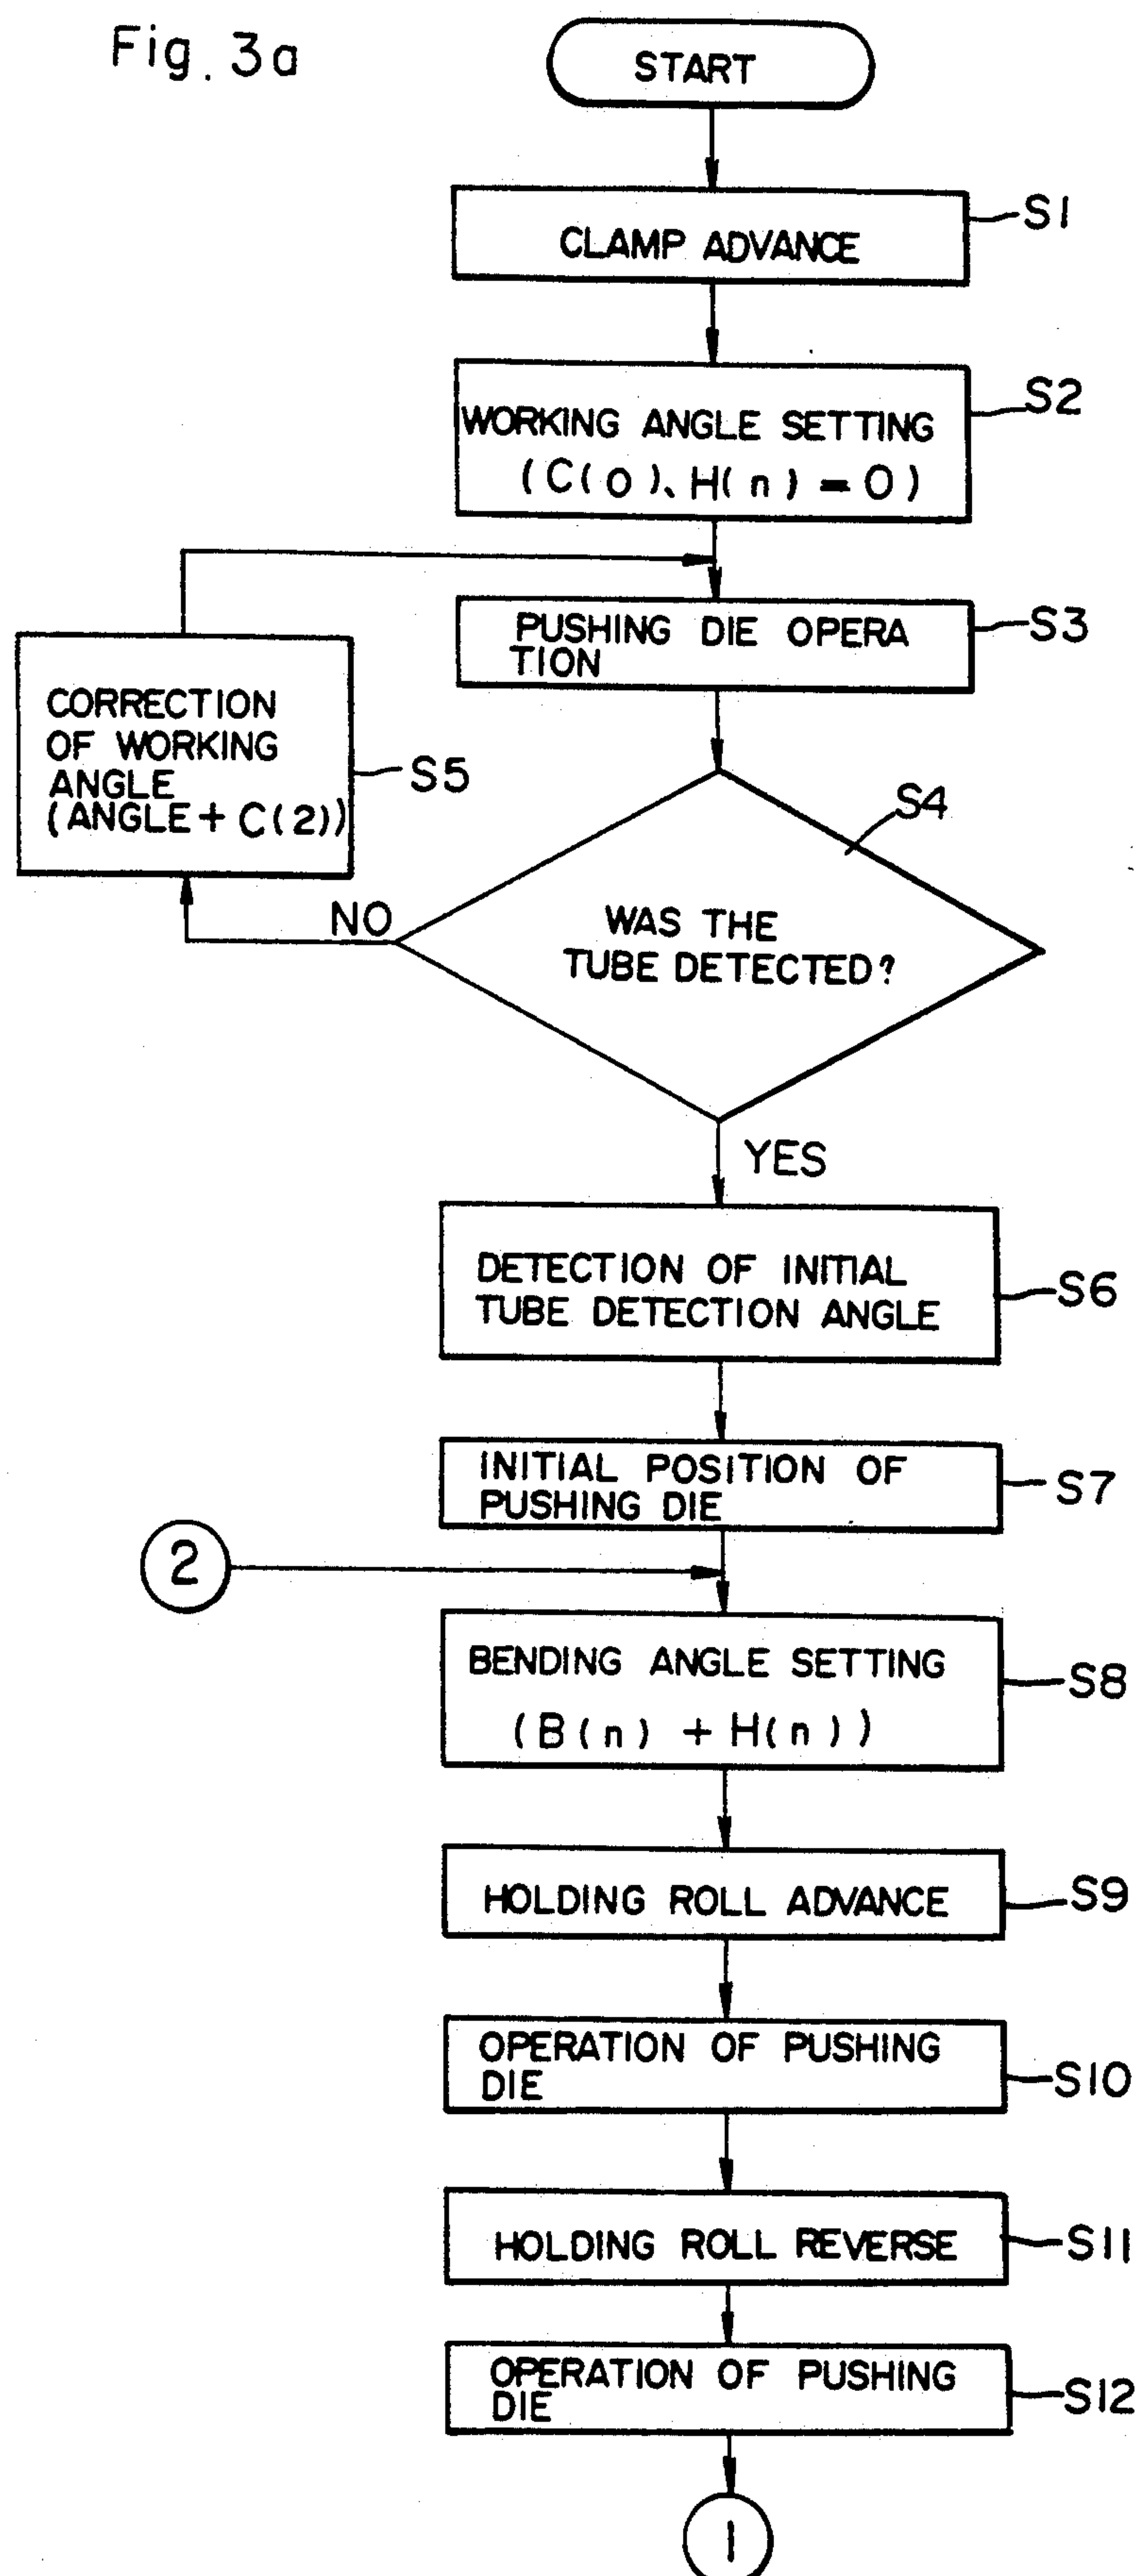 Fig. 3a
START
CLAMP ADVANCE
S1
WORKING ANGLE SETTING
(C(0)、H(n) = 0)
S2
PUSHING DIE OPERA
TION
S3
CORRECTION
OF WORKING
ANGLE
(ANGLE + C(2))
S5
S4
WAS THE
TUBE DETECTED?
NO
YES
DETECTION OF INITIAL
TUBE DETECTION ANGLE
S6
INITIAL POSITION OF
PUSHING DIE
S7
2
BENDING ANGLE SETTING
(B(n) + H(n))
S8
HOLDING ROLL ADVANCE
S9
OPERATION OF PUSHING
DIE
S10
HOLDING ROLL REVERSE
S11
OPERATION OF PUSHING
DIE
S12
1